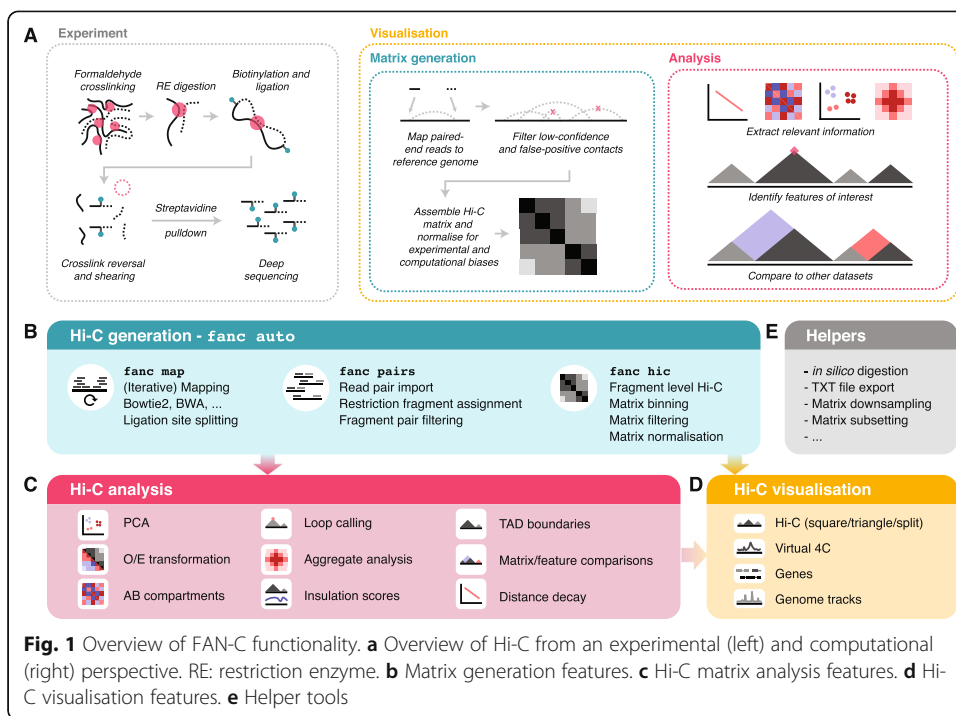 A
Experiment
Formaldehyde
crosslinking
RE digestion
Biotinylation and
ligation
Streptavidine
pulldown
Crosslink reversal
and shearing
Deep
sequencing
Visualisation
Matrix generation
Map paired-
end reads to
reference genome
Filter low-confidence
and false-positive contacts
Assemble Hi-C
matrix and
normalise for
experimental and
computational biases
Analysis
Extract relevant information
Identify features of interest
Compare to other datasets
B
Hi-C generation - fanc auto
fanc map
(Iterative) Mapping
Bowtie2, BWA, ...
Ligation site splitting
fanc pairs
Read pair import
Restriction fragment assignment
Fragment pair filtering
fanc hic
Fragment level Hi-C
Matrix binning
Matrix filtering
Matrix normalisation
E
Helpers
- in silico digestion
- TXT file export
- Matrix downsampling
- Matrix subsetting
- ...
C
Hi-C analysis
PCA
O/E transformation
AB compartments
Loop calling
Aggregate analysis
Insulation scores
TAD boundaries
Matrix/feature comparisons
Distance decay
D
Hi-C visualisation
Hi-C (square/triangle/split)
Virtual 4C
Genes
Genome tracks
Fig. 1 Overview of FAN-C functionality. a Overview of Hi-C from an experimental (left) and computational
(right) perspective. RE: restriction enzyme. b Matrix generation features. c Hi-C matrix analysis features. d Hi-
C visualisation features. e Helper tools